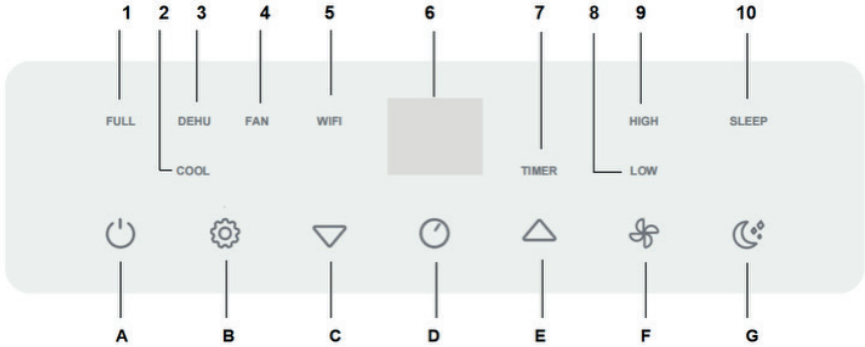 1 2 3 4 5 6 7 8 9 10
FULL DEHU FAN WIFI HIGH SLEEP
COOL TIMER LOW
A B C D E F G